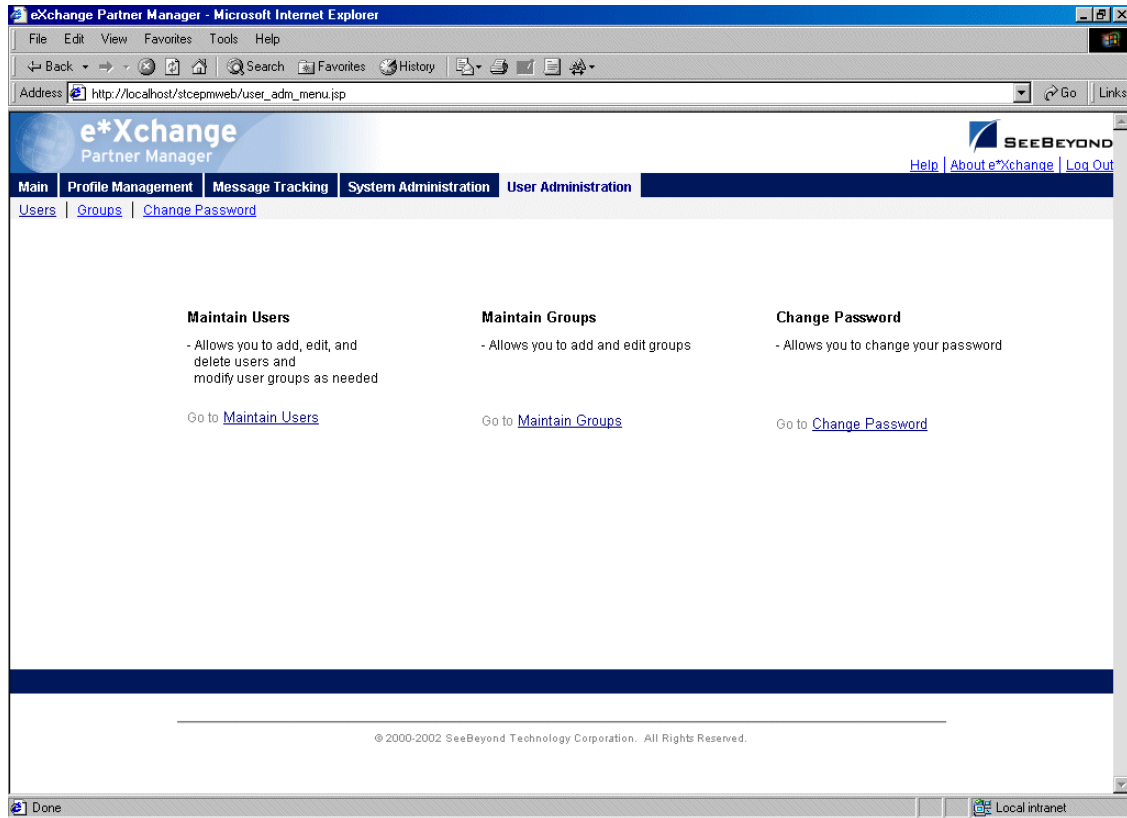 eXchange Partner Manager - Microsoft Internet Explorer
File Edit View Favorites Tools Help
Back Search Favorites History
Address http://localhost/stcepmweb/user_adm_menu.jsp Go Links
e*Xchange
Partner Manager
SEEBEYOND
Help | About e*Xchange | Log Out
Main Profile Management Message Tracking System Administration User Administration
Users | Groups | Change Password
Maintain Users
- Allows you to add, edit, and
delete users and
modify user groups as needed
Go to Maintain Users
Maintain Groups
- Allows you to add and edit groups
Go to Maintain Groups
Change Password
- Allows you to change your password
Go to Change Password
© 2000-2002 SeeBeyond Technology Corporation. All Rights Reserved.
Done Local intranet